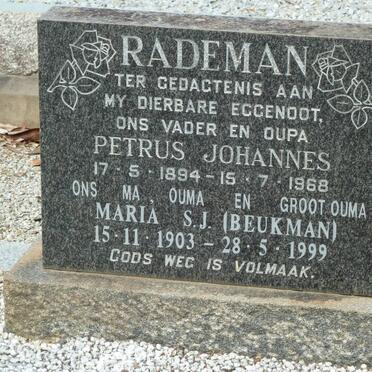 RADEMAN
TER GEDAGTENIS AAN
MY DIERBARE EGGENOOT,
ONS VADER EN OUPA
PETRUS JOHANNES
17·5·1894-15·7·1968
ONS MA, OUMA EN GROOT OUMA
MARIA S.J. (BEUKMAN)
15·11·1903-28·5·1999
GODS WEG IS VOLMAAK.